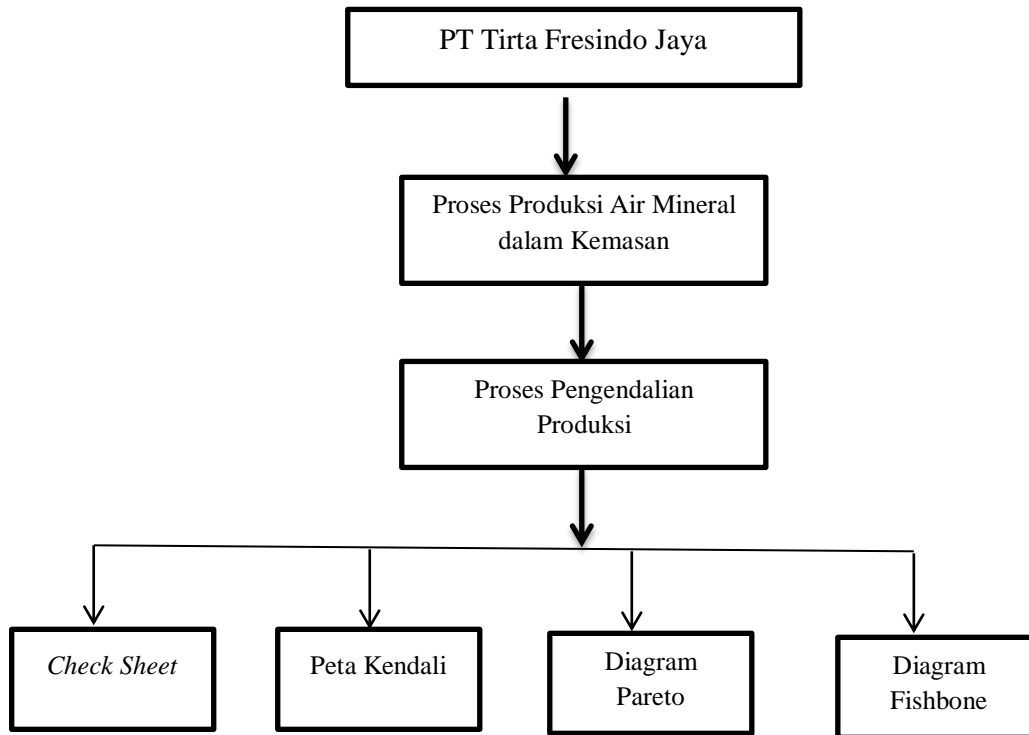 PT Tirta Fresindo Jaya
Proses Produksi Air Mineral
dalam Kemasan
Proses Pengendalian
Produksi
Check Sheet
Peta Kendali
Diagram
Pareto
Diagram
Fishbone